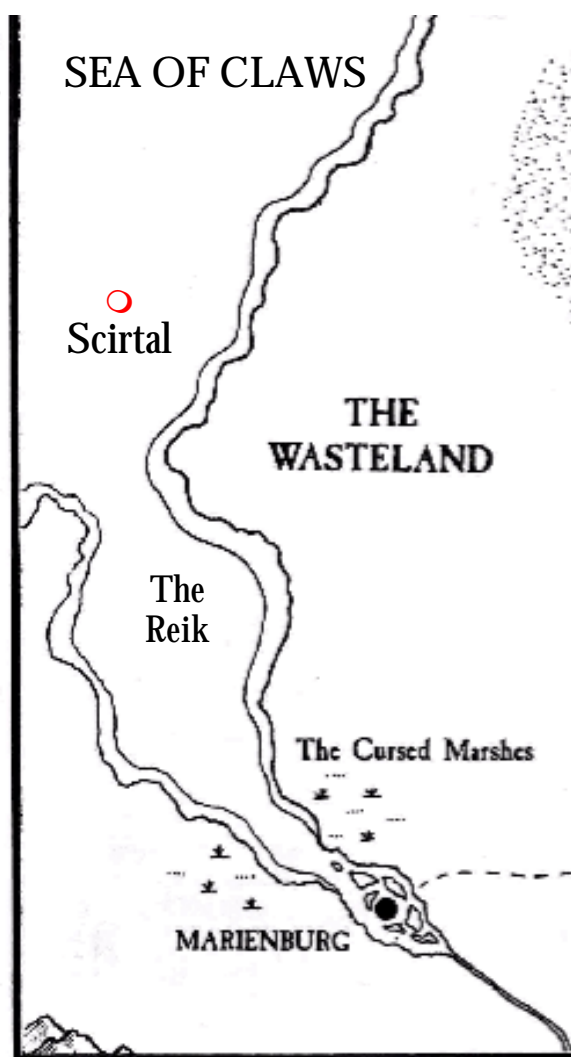 SEA OF CLAWS
Scirtal
THE
WASTELAND
The
Reik
The Cursed Marshes
MARIENBURG